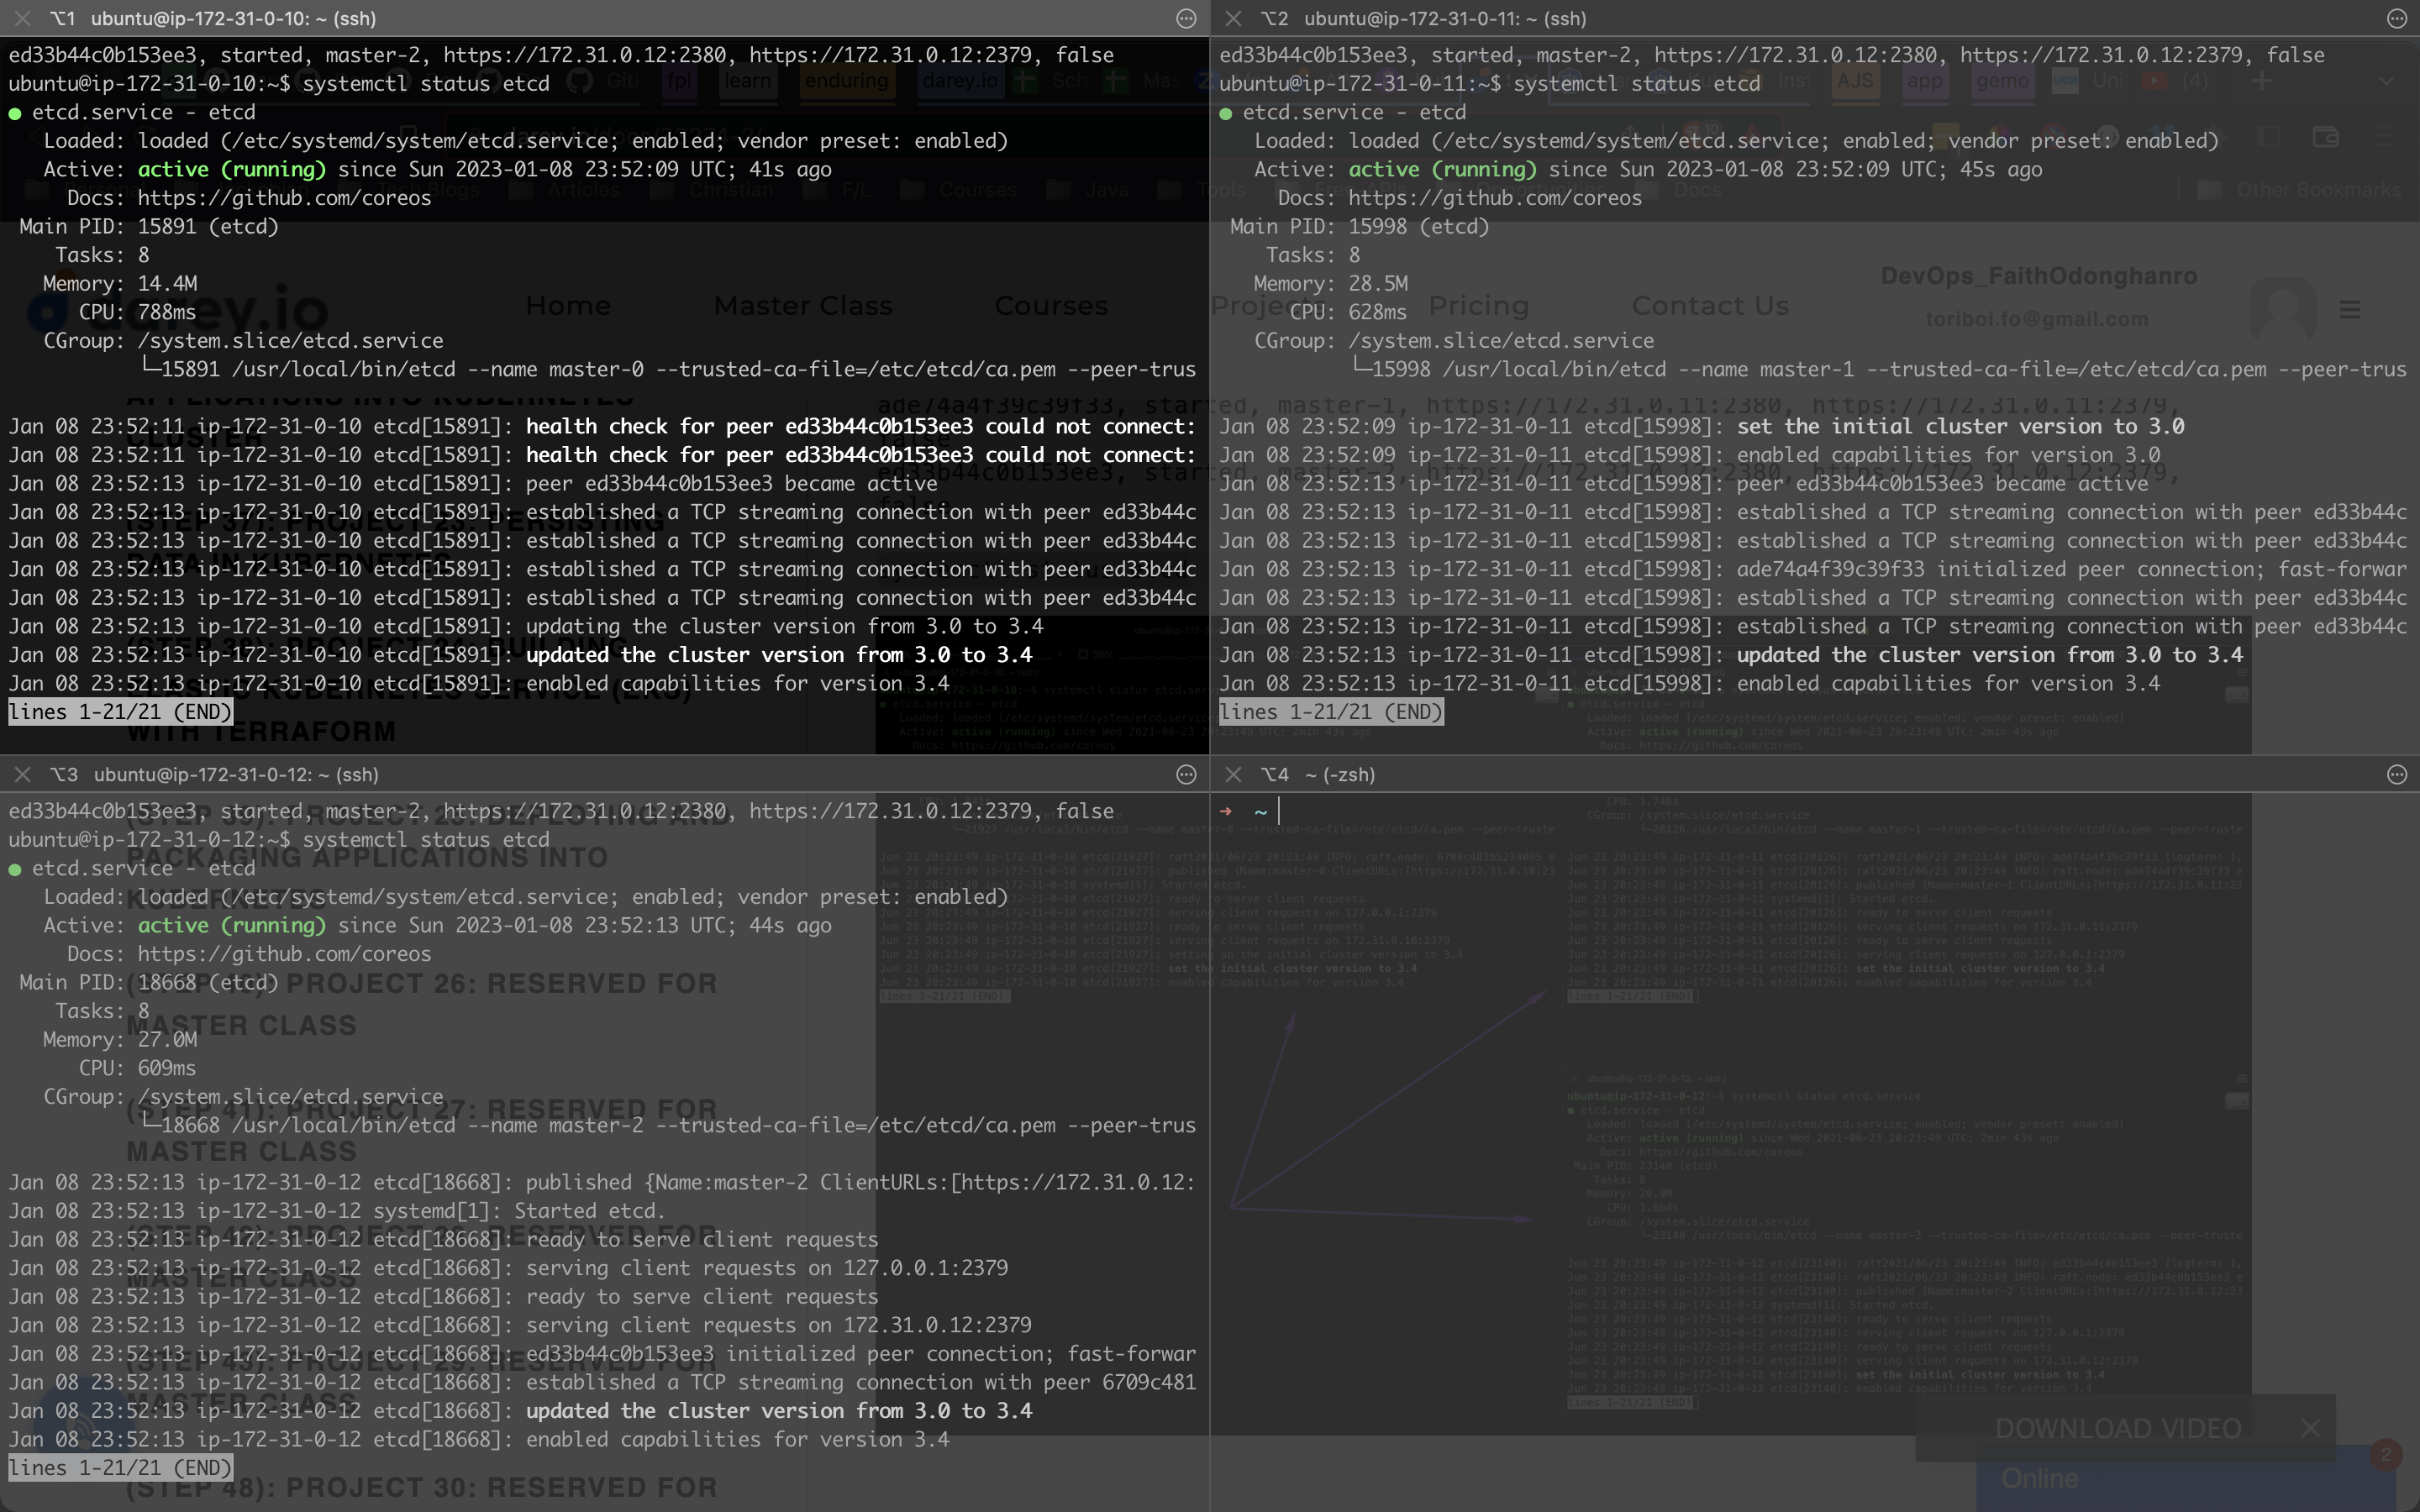 ⌥1 ubuntu@ip-172-31-0-10: ~ (ssh)
ed33b44c0b153ee3, started, master-2, https://172.31.0.12:2380, https://172.31.0.12:2379, false
ubuntu@ip-172-31-0-10:~$ systemctl status etcd
● etcd.service - etcd
Loaded: loaded (/etc/systemd/system/etcd.service; enabled; vendor preset: enabled)
Active: active (running) since Sun 2023-01-08 23:52:09 UTC; 41s ago
Docs: https://github.com/coreos
Main PID: 15891 (etcd)
Tasks: 8
Memory: 14.4M
CPU: 788ms
CGroup: /system.slice/etcd.service
└─15891 /usr/local/bin/etcd --name master-0 --trusted-ca-file=/etc/etcd/ca.pem --peer-trus
Jan 08 23:52:11 ip-172-31-0-10 etcd[15891]: health check for peer ed33b44c0b153ee3 could not connect:
Jan 08 23:52:11 ip-172-31-0-10 etcd[15891]: health check for peer ed33b44c0b153ee3 could not connect:
Jan 08 23:52:13 ip-172-31-0-10 etcd[15891]: peer ed33b44c0b153ee3 became active
Jan 08 23:52:13 ip-172-31-0-10 etcd[15891]: established a TCP streaming connection with peer ed33b44c
Jan 08 23:52:13 ip-172-31-0-10 etcd[15891]: established a TCP streaming connection with peer ed33b44c
Jan 08 23:52:13 ip-172-31-0-10 etcd[15891]: established a TCP streaming connection with peer ed33b44c
Jan 08 23:52:13 ip-172-31-0-10 etcd[15891]: established a TCP streaming connection with peer ed33b44c
Jan 08 23:52:13 ip-172-31-0-10 etcd[15891]: updating the cluster version from 3.0 to 3.4
Jan 08 23:52:13 ip-172-31-0-10 etcd[15891]: updated the cluster version from 3.0 to 3.4
Jan 08 23:52:13 ip-172-31-0-10 etcd[15891]: enabled capabilities for version 3.4
lines 1-21/21 (END)
⌥2 ubuntu@ip-172-31-0-11: ~ (ssh)
ed33b44c0b153ee3, started, master-2, https://172.31.0.12:2380, https://172.31.0.12:2379, false
ubuntu@ip-172-31-0-11:~$ systemctl status etcd
● etcd.service - etcd
Loaded: loaded (/etc/systemd/system/etcd.service; enabled; vendor preset: enabled)
Active: active (running) since Sun 2023-01-08 23:52:09 UTC; 45s ago
Docs: https://github.com/coreos
Main PID: 15998 (etcd)
Tasks: 8
Memory: 28.5M
CPU: 628ms
CGroup: /system.slice/etcd.service
└─15998 /usr/local/bin/etcd --name master-1 --trusted-ca-file=/etc/etcd/ca.pem --peer-trus
Jan 08 23:52:09 ip-172-31-0-11 etcd[15998]: set the initial cluster version to 3.0
Jan 08 23:52:09 ip-172-31-0-11 etcd[15998]: enabled capabilities for version 3.0
Jan 08 23:52:13 ip-172-31-0-11 etcd[15998]: peer ed33b44c0b153ee3 became active
Jan 08 23:52:13 ip-172-31-0-11 etcd[15998]: established a TCP streaming connection with peer ed33b44c
Jan 08 23:52:13 ip-172-31-0-11 etcd[15998]: established a TCP streaming connection with peer ed33b44c
Jan 08 23:52:13 ip-172-31-0-11 etcd[15998]: ade74a4f39c39f33 initialized peer connection; fast-forwar
Jan 08 23:52:13 ip-172-31-0-11 etcd[15998]: established a TCP streaming connection with peer ed33b44c
Jan 08 23:52:13 ip-172-31-0-11 etcd[15998]: established a TCP streaming connection with peer ed33b44c
Jan 08 23:52:13 ip-172-31-0-11 etcd[15998]: updated the cluster version from 3.0 to 3.4
Jan 08 23:52:13 ip-172-31-0-11 etcd[15998]: enabled capabilities for version 3.4
lines 1-21/21 (END)
⌥3 ubuntu@ip-172-31-0-12: ~ (ssh)
ed33b44c0b153ee3, started, master-2, https://172.31.0.12:2380, https://172.31.0.12:2379, false
ubuntu@ip-172-31-0-12:~$ systemctl status etcd
● etcd.service - etcd
Loaded: loaded (/etc/systemd/system/etcd.service; enabled; vendor preset: enabled)
Active: active (running) since Sun 2023-01-08 23:52:13 UTC; 44s ago
Docs: https://github.com/coreos
Main PID: 18668 (etcd)
Tasks: 8
Memory: 27.0M
CPU: 609ms
CGroup: /system.slice/etcd.service
└─18668 /usr/local/bin/etcd --name master-2 --trusted-ca-file=/etc/etcd/ca.pem --peer-trus
Jan 08 23:52:13 ip-172-31-0-12 etcd[18668]: published {Name:master-2 ClientURLs:[https://172.31.0.12:
Jan 08 23:52:13 ip-172-31-0-12 systemd[1]: Started etcd.
Jan 08 23:52:13 ip-172-31-0-12 etcd[18668]: ready to serve client requests
Jan 08 23:52:13 ip-172-31-0-12 etcd[18668]: serving client requests on 127.0.0.1:2379
Jan 08 23:52:13 ip-172-31-0-12 etcd[18668]: ready to serve client requests
Jan 08 23:52:13 ip-172-31-0-12 etcd[18668]: serving client requests on 172.31.0.12:2379
Jan 08 23:52:13 ip-172-31-0-12 etcd[18668]: ed33b44c0b153ee3 initialized peer connection; fast-forwar
Jan 08 23:52:13 ip-172-31-0-12 etcd[18668]: established a TCP streaming connection with peer 6709c481
Jan 08 23:52:13 ip-172-31-0-12 etcd[18668]: updated the cluster version from 3.0 to 3.4
Jan 08 23:52:13 ip-172-31-0-12 etcd[18668]: enabled capabilities for version 3.4
lines 1-21/21 (END)
⌥4 ~ (-zsh)
➜ ~
darey.io
Home Master Class Courses Projects Pricing Contact Us
DevOps_FaithOdonghanro
toriboi.fo@gmail.com
WITH TERRAFORM
PACKAGING APPLICATIONS INTO
PROJECT 26: RESERVED FOR
MASTER CLASS
PROJECT 27: RESERVED FOR
MASTER CLASS
(STEP 48): PROJECT 30: RESERVED FOR
DOWNLOAD VIDEO
Online
2